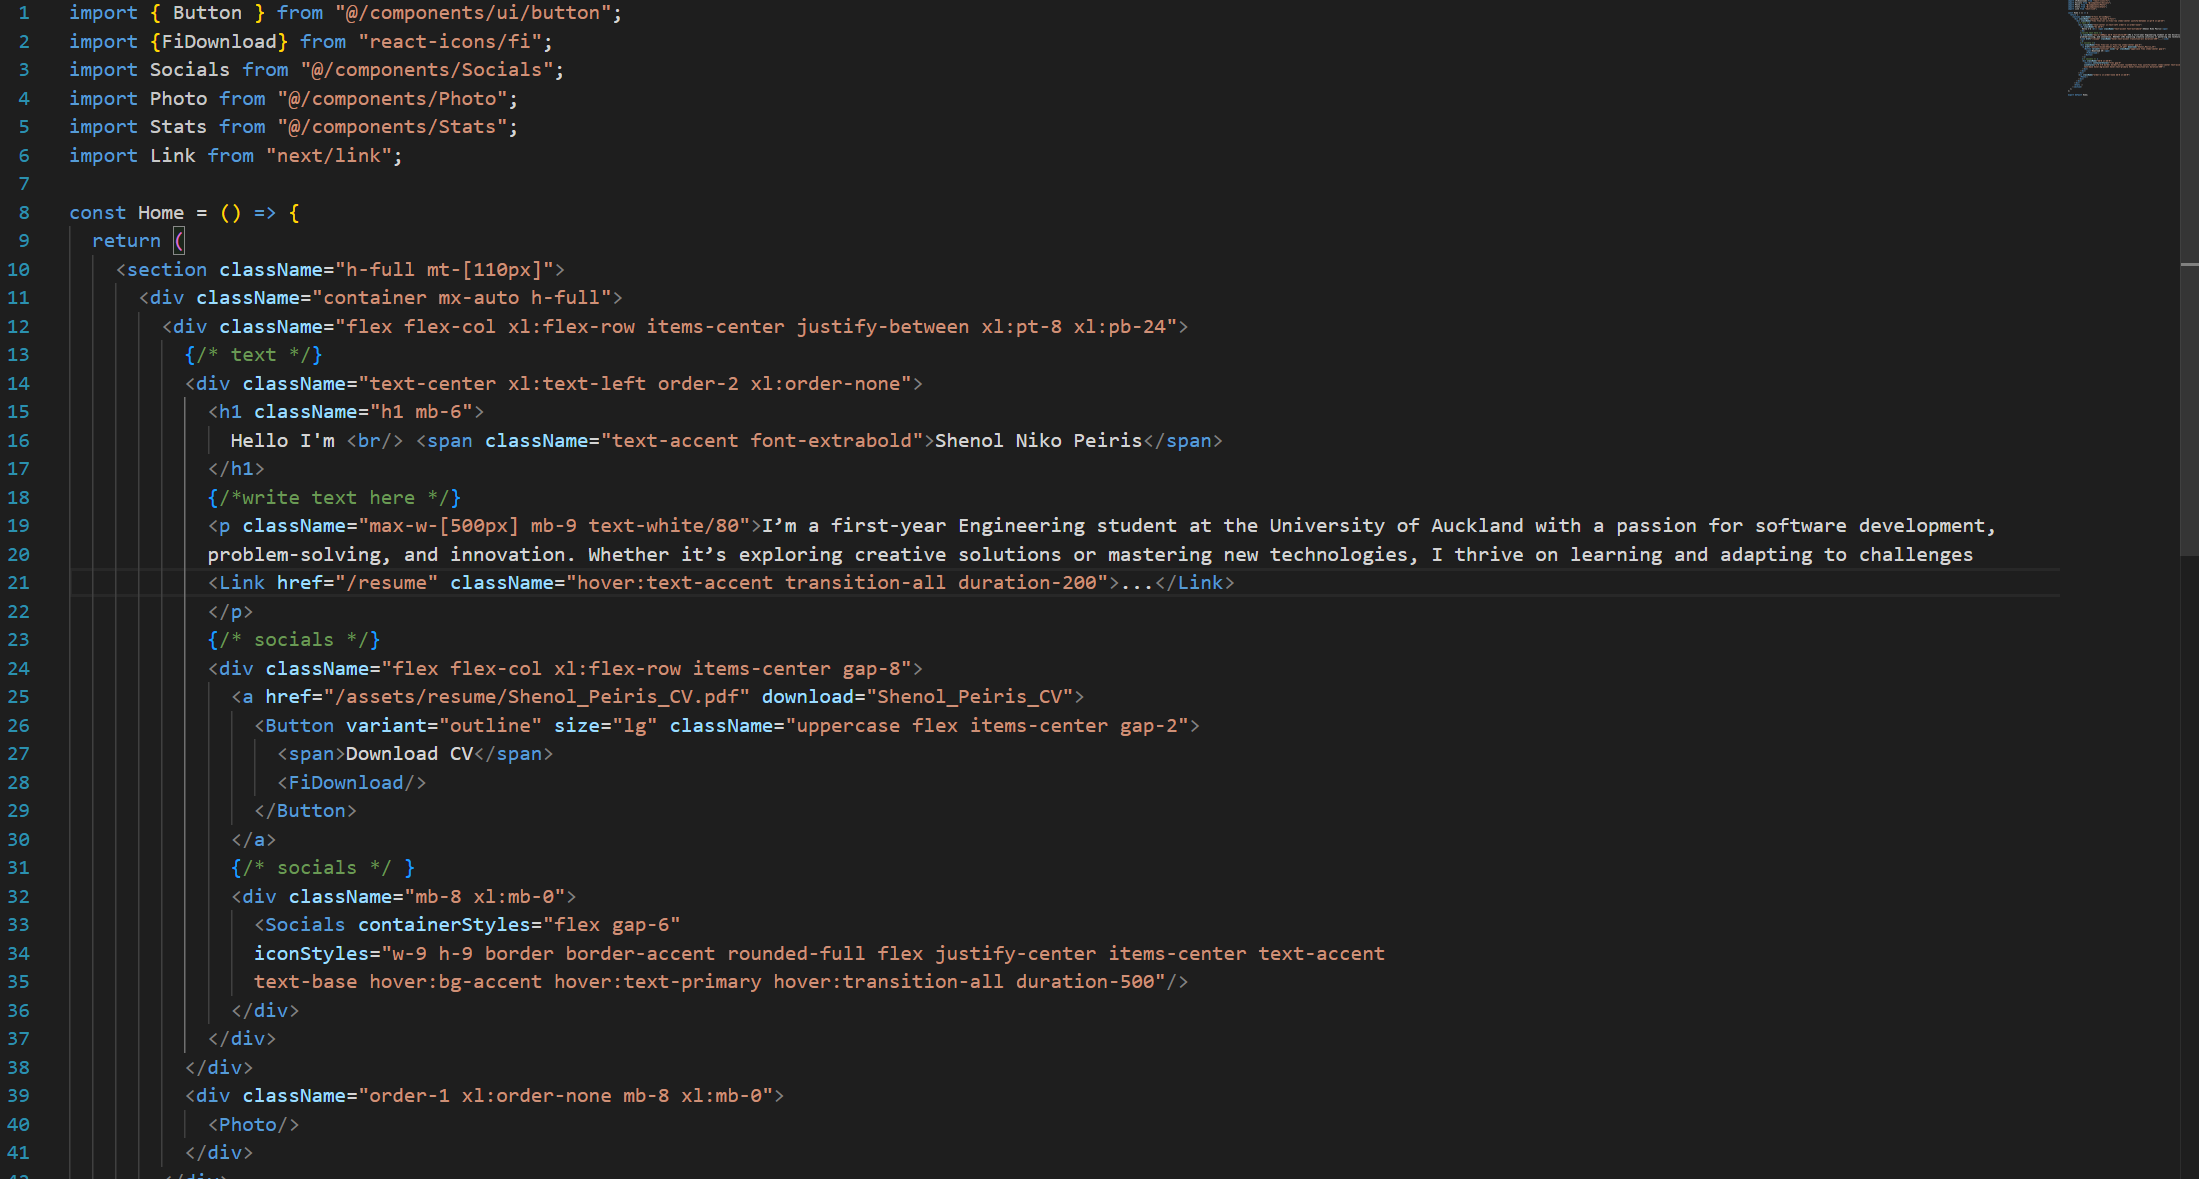 1 import { Button } from "@/components/ui/button";
2 import {FiDownload} from "react-icons/fi";
3 import Socials from "@/components/Socials";
4 import Photo from "@/components/Photo";
5 import Stats from "@/components/Stats";
6 import Link from "next/link";
7
8 const Home = () => {
9 return (
10 <section className="h-full mt-[110px]">
11 <div className="container mx-auto h-full">
12 <div className="flex flex-col xl:flex-row items-center justify-between xl:pt-8 xl:pb-24">
13 {/* text */}
14 <div className="text-center xl:text-left order-2 xl:order-none">
15 <h1 className="h1 mb-6">
16 Hello I'm <br/> <span className="text-accent font-extrabold">Shenol Niko Peiris</span>
17 </h1>
18 {/*write text here */}
19 <p className="max-w-[500px] mb-9 text-white/80">I’m a first-year Engineering student at the University of Auckland with a passion for software development,
20 problem-solving, and innovation. Whether it’s exploring creative solutions or mastering new technologies, I thrive on learning and adapting to challenges
21 <Link href="/resume" className="hover:text-accent transition-all duration-200">...</Link>
22 </p>
23 {/* socials */}
24 <div className="flex flex-col xl:flex-row items-center gap-8">
25 <a href="/assets/resume/Shenol_Peiris_CV.pdf" download="Shenol_Peiris_CV">
26 <Button variant="outline" size="lg" className="uppercase flex items-center gap-2">
27 <span>Download CV</span>
28 <FiDownload/>
29 </Button>
30 </a>
31 {/* socials */ }
32 <div className="mb-8 xl:mb-0">
33 <Socials containerStyles="flex gap-6"
34 iconStyles="w-9 h-9 border border-accent rounded-full flex justify-center items-center text-accent
35 text-base hover:bg-accent hover:text-primary hover:transition-all duration-500"/>
36 </div>
37 </div>
38 </div>
39 <div className="order-1 xl:order-none mb-8 xl:mb-0">
40 <Photo/>
41 </div>